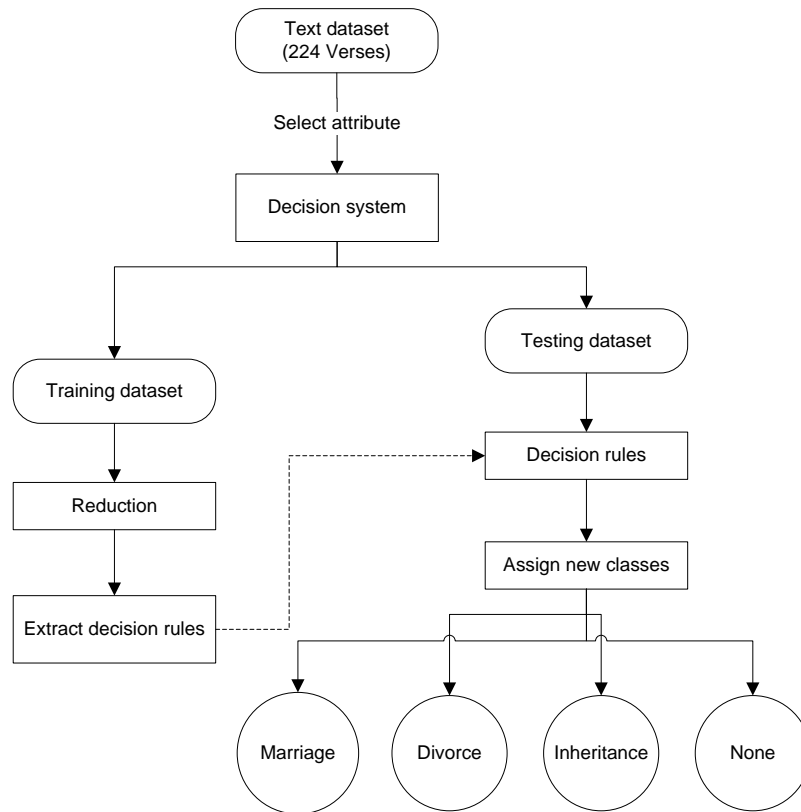 Text dataset
(224 Verses)
Select attribute
Decision system
Testing dataset
Training dataset
Decision rules
Reduction
Assign new classes
Extract decision rules
Marriage
Divorce
Inheritance
None